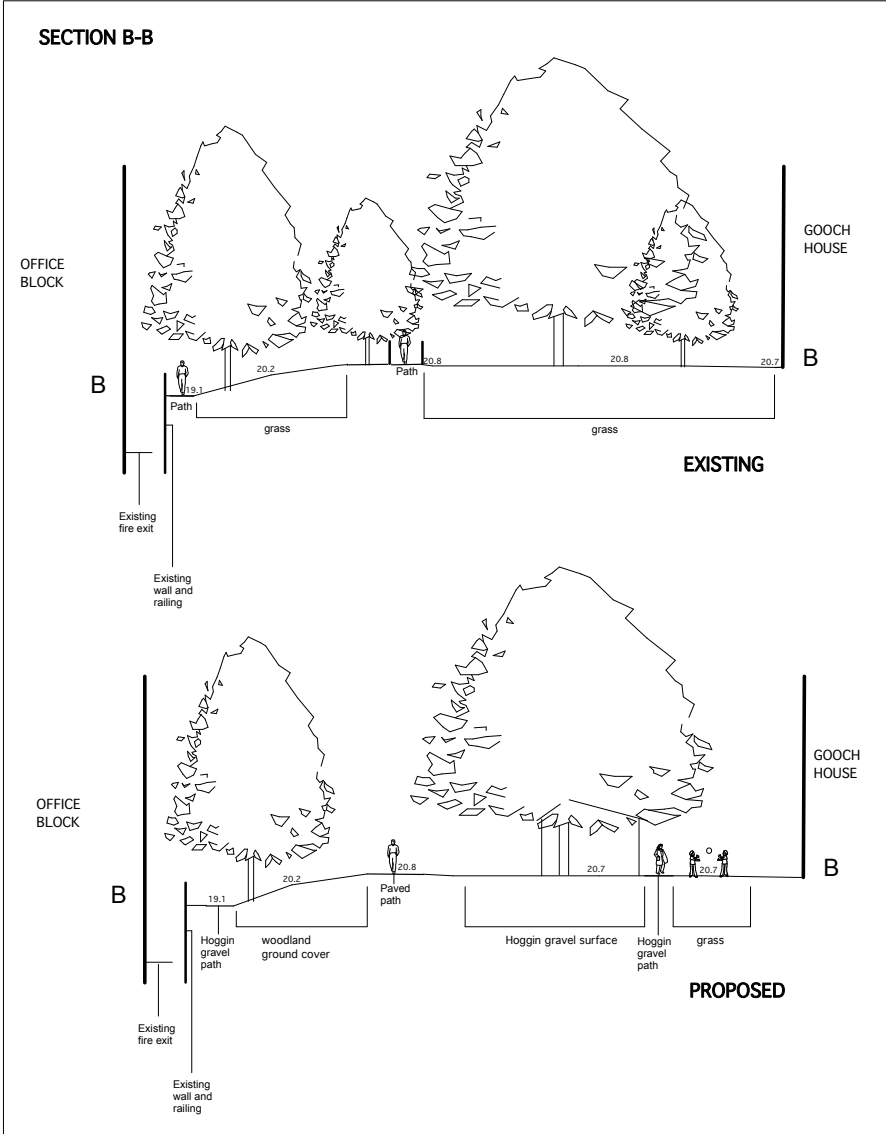 SECTION B-B
OFFICE
BLOCK
GOOCH
HOUSE
B
B
19.1
20.2
20.8
20.8
20.7
Path
Path
grass
grass
EXISTING
Existing
fire exit
Existing
wall and
railing
OFFICE
BLOCK
GOOCH
HOUSE
B
B
19.1
20.2
20.8
20.7
20.7
Hoggin
gravel
path
woodland
ground cover
Paved
path
Hoggin gravel surface
Hoggin
gravel
path
grass
PROPOSED
Existing
fire exit
Existing
wall and
railing